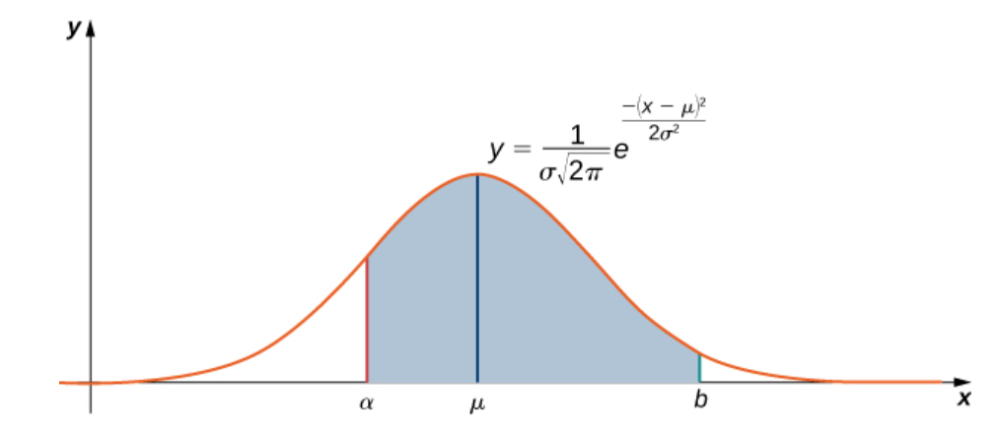 y
y = 1/(σ√2π) e^(−(x − μ)²/2σ²)
α μ b
x